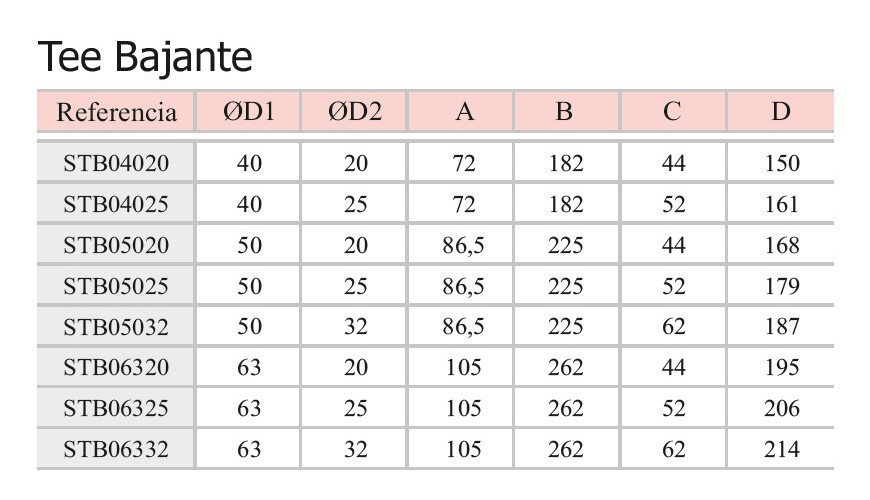 Tee Bajante
Referencia ØD1 ØD2 A B C D
STB04020 40 20 72 182 44 150
STB04025 40 25 72 182 52 161
STB05020 50 20 86,5 225 44 168
STB05025 50 25 86,5 225 52 179
STB05032 50 32 86,5 225 62 187
STB06320 63 20 105 262 44 195
STB06325 63 25 105 262 52 206
STB06332 63 32 105 262 62 214